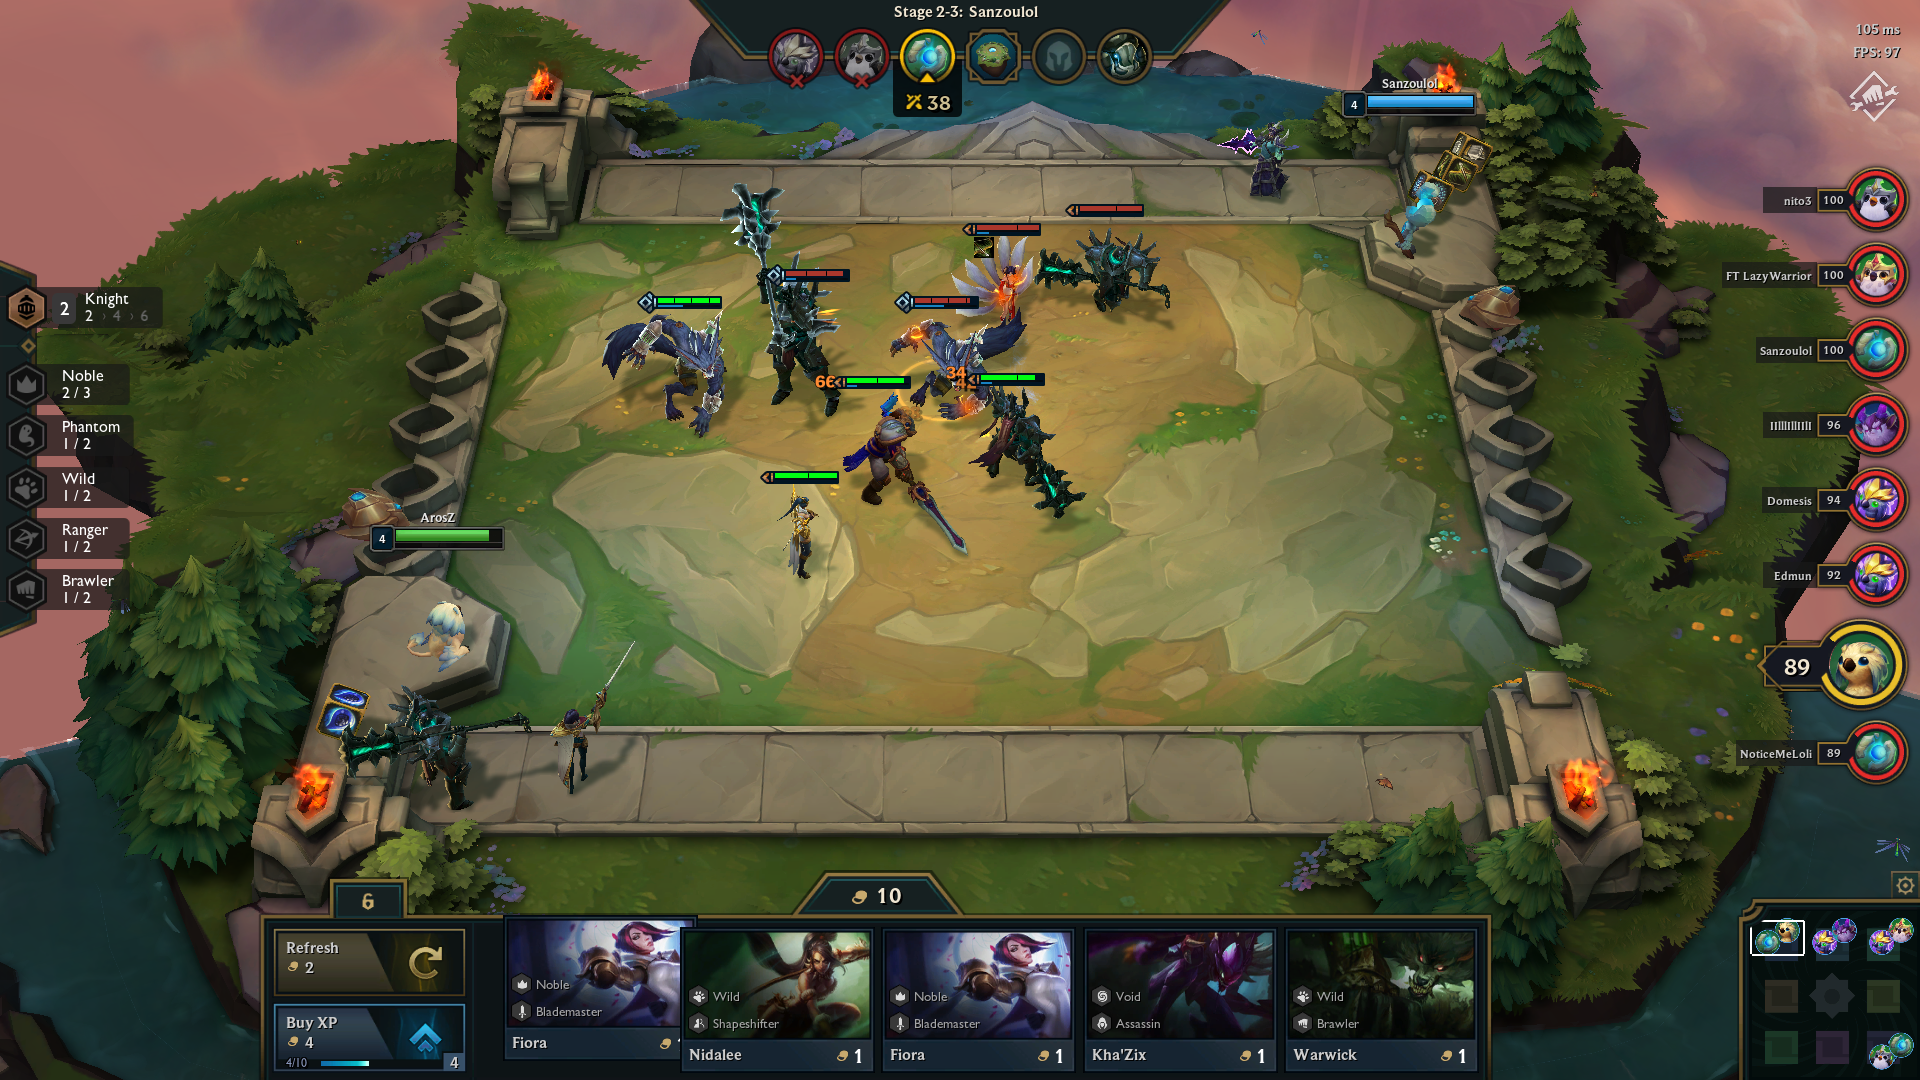 Stage 2-3: Sanzoulol
38
105 ms
FPS: 97
Sanzoulol
4
nito3 100
FT LazyWarrior 100
Sanzoulol 100
96
Domesis 94
Edmun 92
89
NoticeMeLoli 89
2
Knight
2 › 4 › 6
Noble
2 / 3
Phantom
1 / 2
Wild
1 / 2
Ranger
1 / 2
Brawler
1 / 2
ArosZ
4
66
34
6
10
Refresh
2
Buy XP
4
4/10
4
Noble
Blademaster
Fiora
Wild
Shapeshifter
Nidalee 1
Noble
Blademaster
Fiora 1
Void
Assassin
Kha'Zix 1
Wild
Brawler
Warwick 1